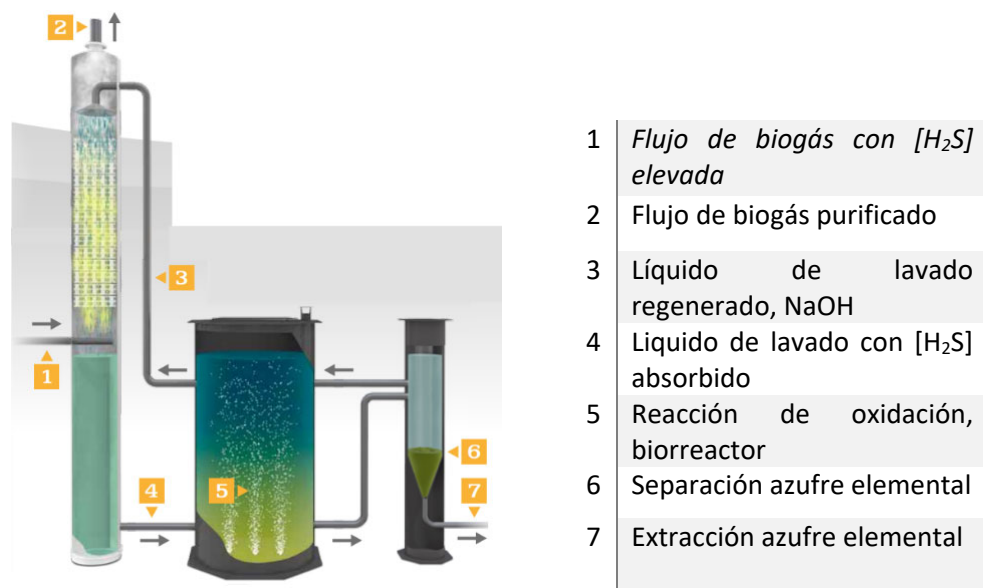 2
3
1
4
5
6
7
1 Flujo de biogás con [H₂S]
elevada
2 Flujo de biogás purificado
3 Líquido de lavado
regenerado, NaOH
4 Liquido de lavado con [H₂S]
absorbido
5 Reacción de oxidación,
biorreactor
6 Separación azufre elemental
7 Extracción azufre elemental